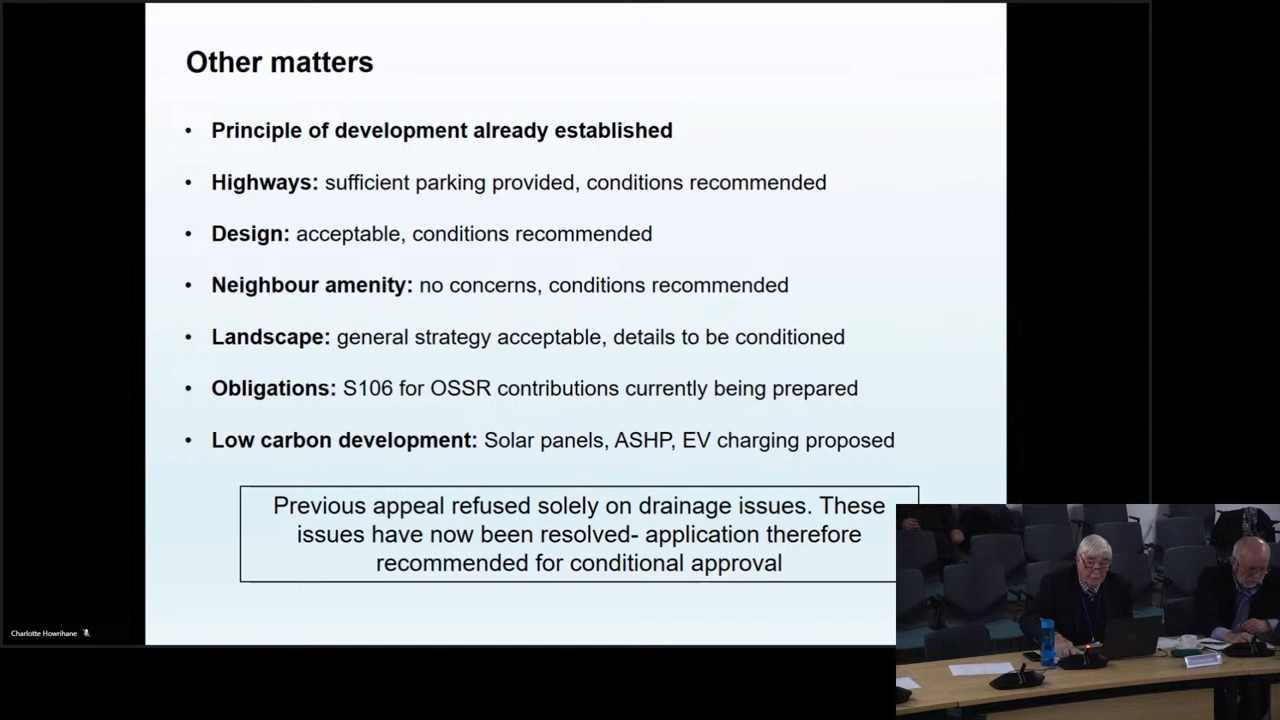 Other matters
• Principle of development already established
• Highways: sufficient parking provided, conditions recommended
• Design: acceptable, conditions recommended
• Neighbour amenity: no concerns, conditions recommended
• Landscape: general strategy acceptable, details to be conditioned
• Obligations: S106 for OSSR contributions currently being prepared
• Low carbon development: Solar panels, ASHP, EV charging proposed
Previous appeal refused solely on drainage issues. These
issues have now been resolved- application therefore
recommended for conditional approval
Charlotte Howrihane